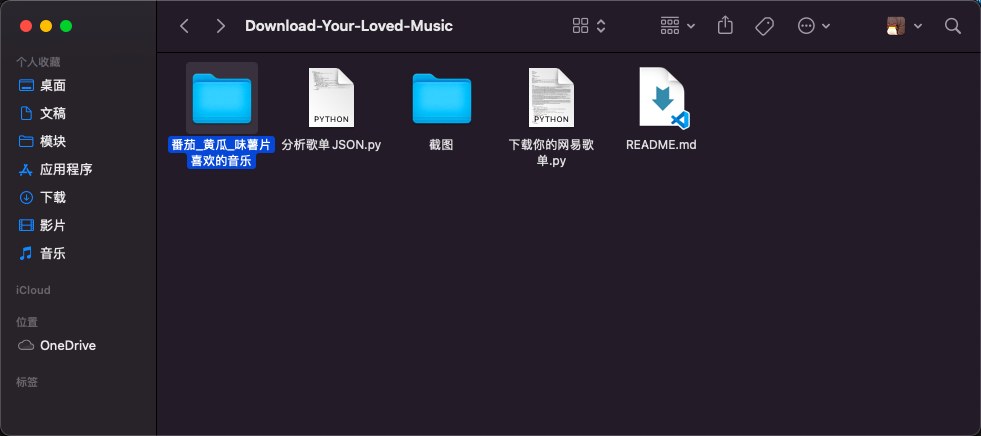 Download-Your-Loved-Music
个人收藏
桌面
文稿
模块
应用程序
下载
影片
音乐
iCloud
位置
OneDrive
标签
番茄_黄瓜_味薯片
喜欢的音乐
PYTHON
分析歌单 JSON.py
截图
PYTHON
下载你的网易歌
单.py
README.md